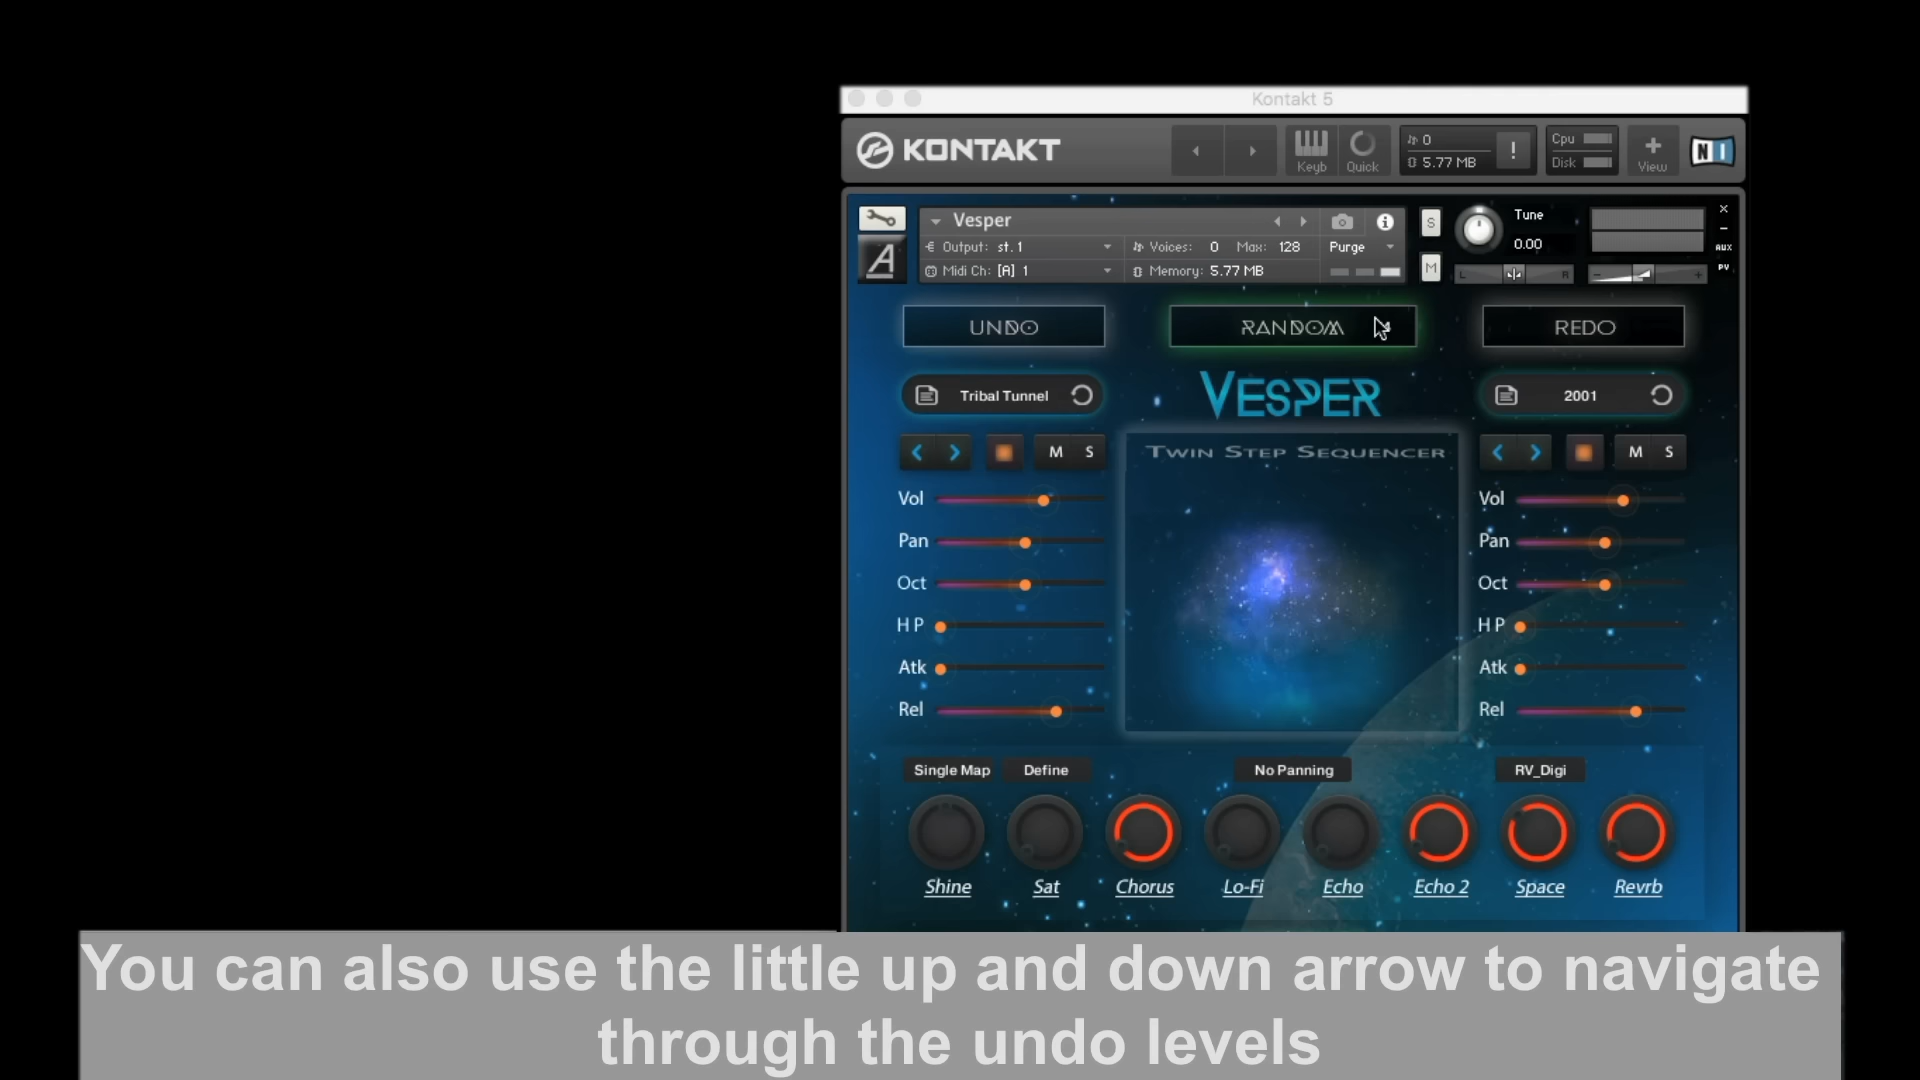 Kontakt 5
KONTAKT
Keyb
Quick
0
5.77 MB
!
Cpu
Disk
+
View
NI
Vesper
Output: st.1
Voices: 0 Max: 128
Purge
Midi Ch: [A] 1
Memory: 5.77 MB
S
M
Tune
0.00
L
R
x
AUX
PV
A
UNDO
RANDOM
REDO
Tribal Tunnel
VESPER
2001
M S
TWIN STEP SEQUENCER
M S
Vol
Vol
Pan
Pan
Oct
Oct
H P
H P
Atk
Atk
Rel
Rel
Single Map
Define
No Panning
RV_Digi
Shine
Sat
Chorus
Lo-Fi
Echo
Echo 2
Space
Revrb
You can also use the little up and down arrow to navigate
through the undo levels